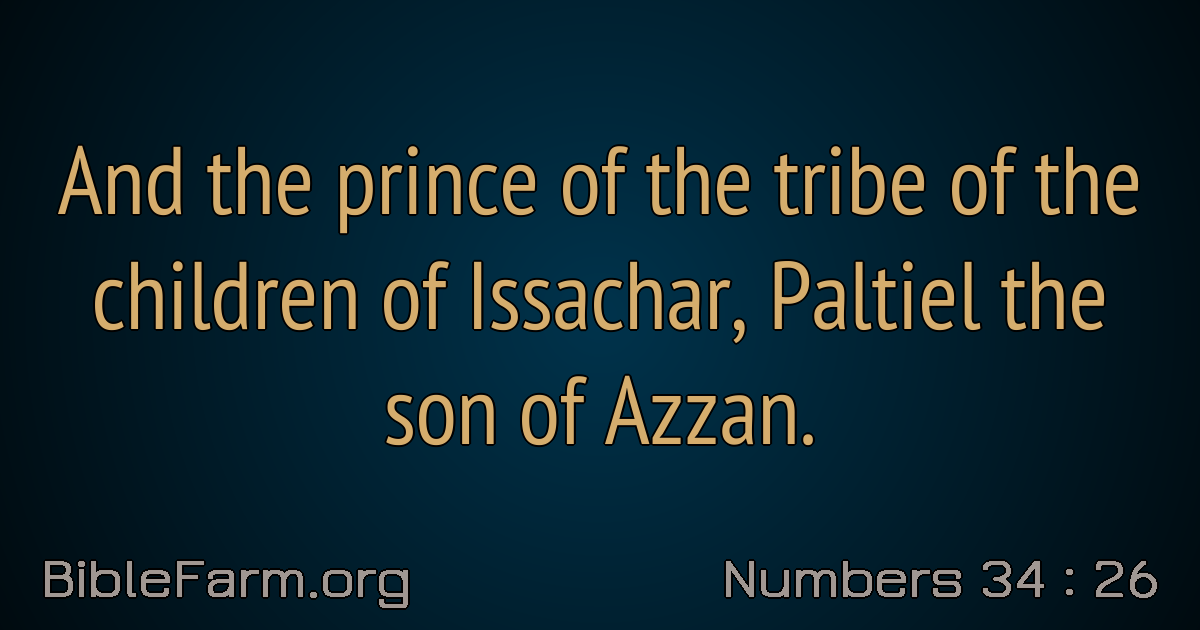 And the prince of the tribe of the
children of Issachar, Paltiel the
son of Azzan.
BibleFarm.org
Numbers 34 : 26